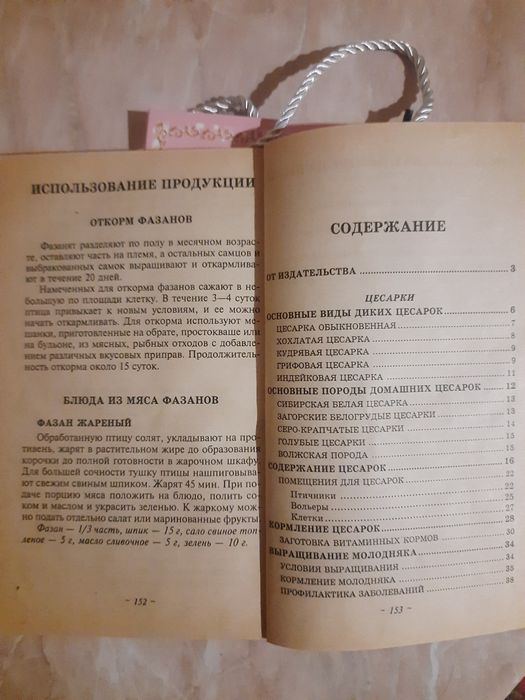 ИСПОЛЬЗОВАНИЕ ПРОДУКЦИИ
ОТКОРМ ФАЗАНОВ
Фазанят разделяют по полу в месячном возрас-
те, оставляют часть на племя, а остальных самцов и
выбракованных самок выращивают и откармлива-
ют в течение 20 дней.
Намеченных для откорма фазанов сажают в не-
большую по площади клетку. В течение 3—4 суток
птица привыкает к новым условиям, и ее можно
начать откармливать. Для откорма используют ме-
шанки, приготовленные на обрате, простокваше или
на бульоне, из мясных, рыбных отходов с добавле-
нием различных вкусовых приправ. Продолжитель-
ность откорма около 15 суток.
БЛЮДА ИЗ МЯСА ФАЗАНОВ
ФАЗАН ЖАРЕНЫЙ
Обработанную птицу солят, укладывают на про-
тивень, жарят в растительном жире до образования
корочки до полной готовности в жарочном шкафу.
Для большей сочности тушку птицы нашпиговыва-
ют свежим свиным шпиком. Жарят 45 мин. При по-
даче порцию мяса положить на блюдо, полить со-
ком и маслом и украсить зеленью. К жаркому мож-
но подать отдельно салат или маринованные фрукты.
Фазан — 1/3 часть, шпик — 15 г, сало свиное топ-
леное — 5 г, масло сливочное — 5 г, зелень — 10 г.
~ 152 ~
СОДЕРЖАНИЕ
ОТ ИЗДАТЕЛЬСТВА ... 3
ЦЕСАРКИ
ОСНОВНЫЕ ВИДЫ ДИКИХ ЦЕСАРОК ... 6
ЦЕСАРКА ОБЫКНОВЕННАЯ ... 7
ХОХЛАТАЯ ЦЕСАРКА ... 8
КУДРЯВАЯ ЦЕСАРКА ... 9
ГРИФОВАЯ ЦЕСАРКА ... 9
ИНДЕЙКОВАЯ ЦЕСАРКА ... 11
ОСНОВНЫЕ ПОРОДЫ ДОМАШНИХ ЦЕСАРОК ... 12
СИБИРСКАЯ БЕЛАЯ ЦЕСАРКА ... 13
ЗАГОРСКИЕ БЕЛОГРУДЫЕ ЦЕСАРКИ ... 13
СЕРО-КРАПЧАТЫЕ ЦЕСАРКИ ... 14
ГОЛУБЫЕ ЦЕСАРКИ ... 15
ВОЛЖСКАЯ ПОРОДА ... 15
СОДЕРЖАНИЕ ЦЕСАРОК ... 16
ПОМЕЩЕНИЯ ДЛЯ ЦЕСАРОК ... 22
Птичники ... 22
Вольеры ... 25
Клетки ... 27
КОРМЛЕНИЕ ЦЕСАРОК ... 28
ЗАГОТОВКА ВИТАМИННЫХ КОРМОВ ... 30
ВЫРАЩИВАНИЕ МОЛОДНЯКА ... 34
УСЛОВИЯ ВЫРАЩИВАНИЯ ... 34
КОРМЛЕНИЕ МОЛОДНЯКА ... 35
ПРОФИЛАКТИКА ЗАБОЛЕВАНИЙ ... 38
~ 153 ~